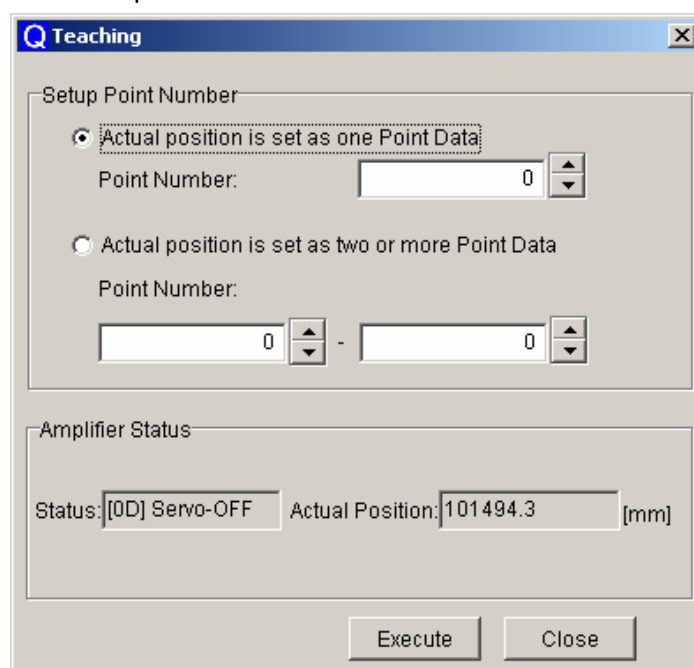 Q Teaching
Setup Point Number
Actual position is set as one Point Data
Point Number: 0
Actual position is set as two or more Point Data
Point Number:
0 - 0
Amplifier Status
Status: [0D] Servo-OFF Actual Position: 101494.3 [mm]
Execute Close